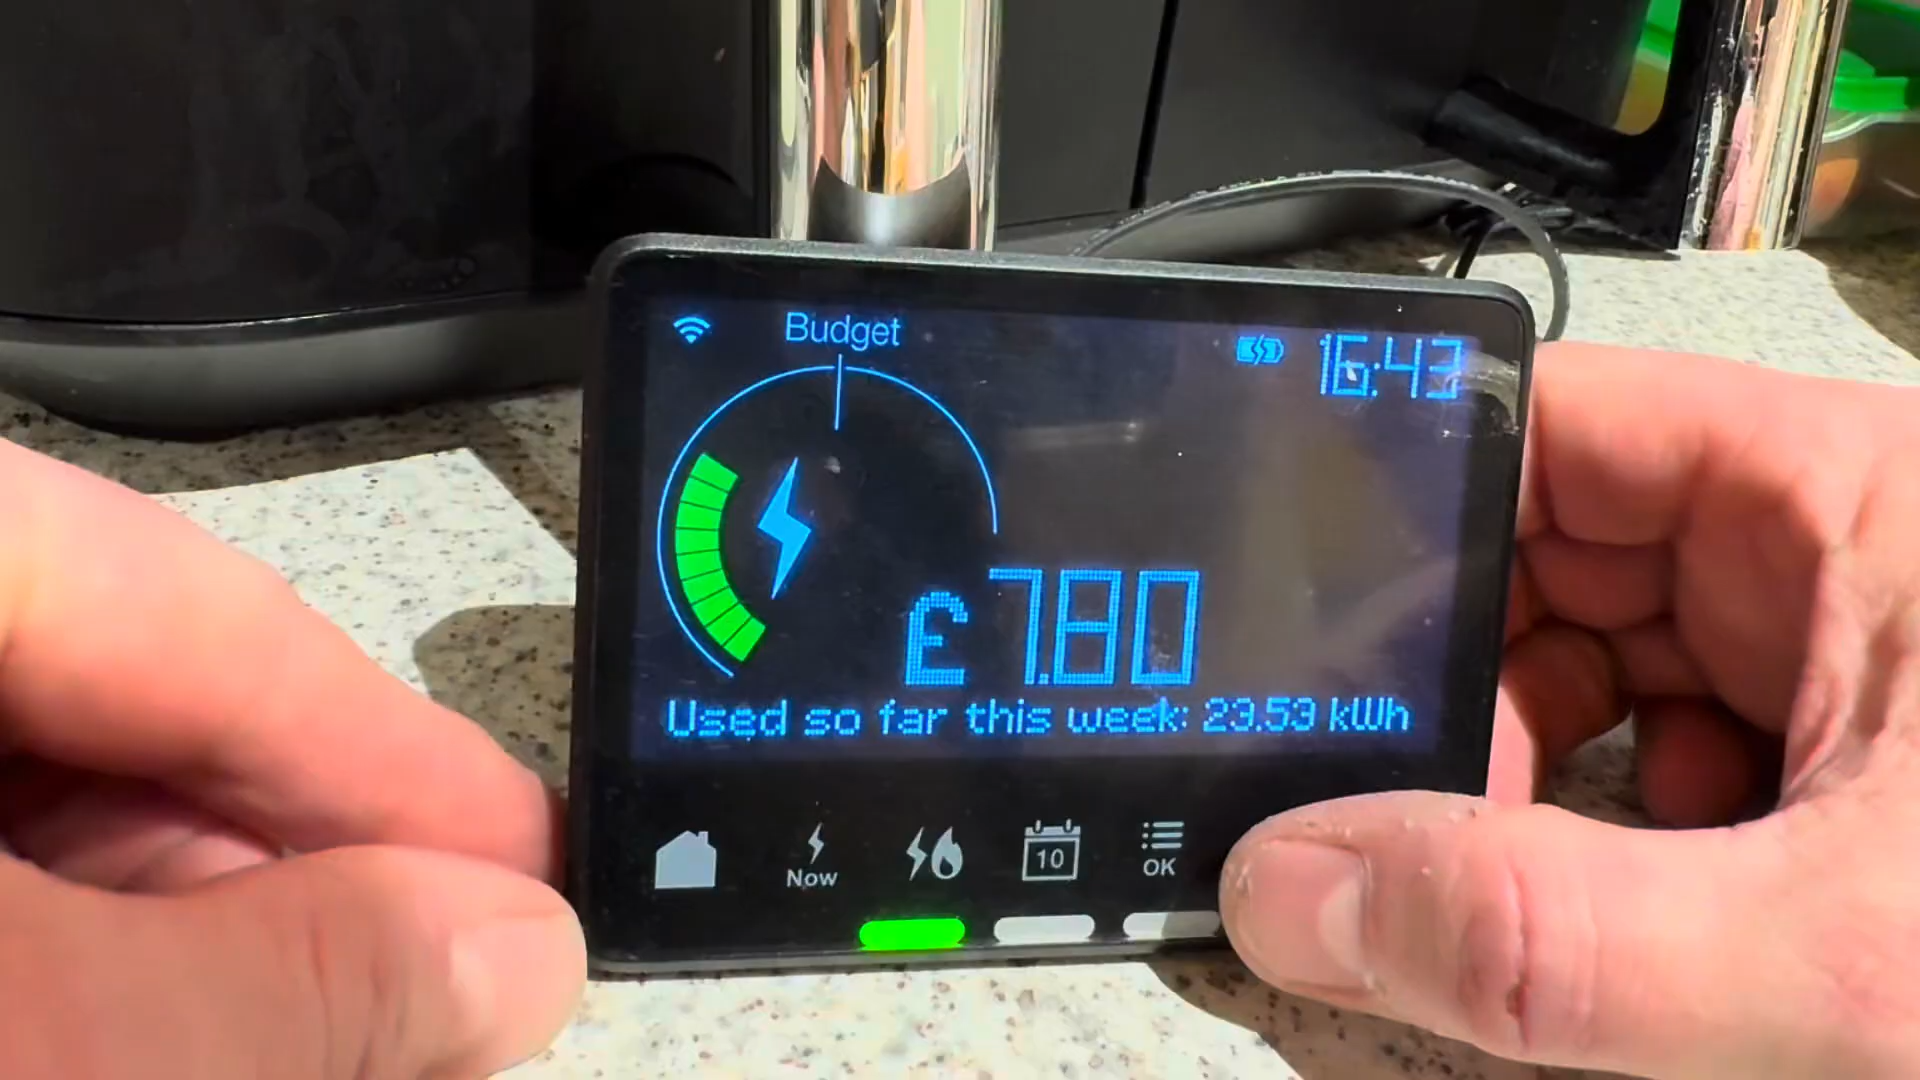 Budget
16:43
£7.80
Used so far this week: 23.53 kWh
Now
10
OK